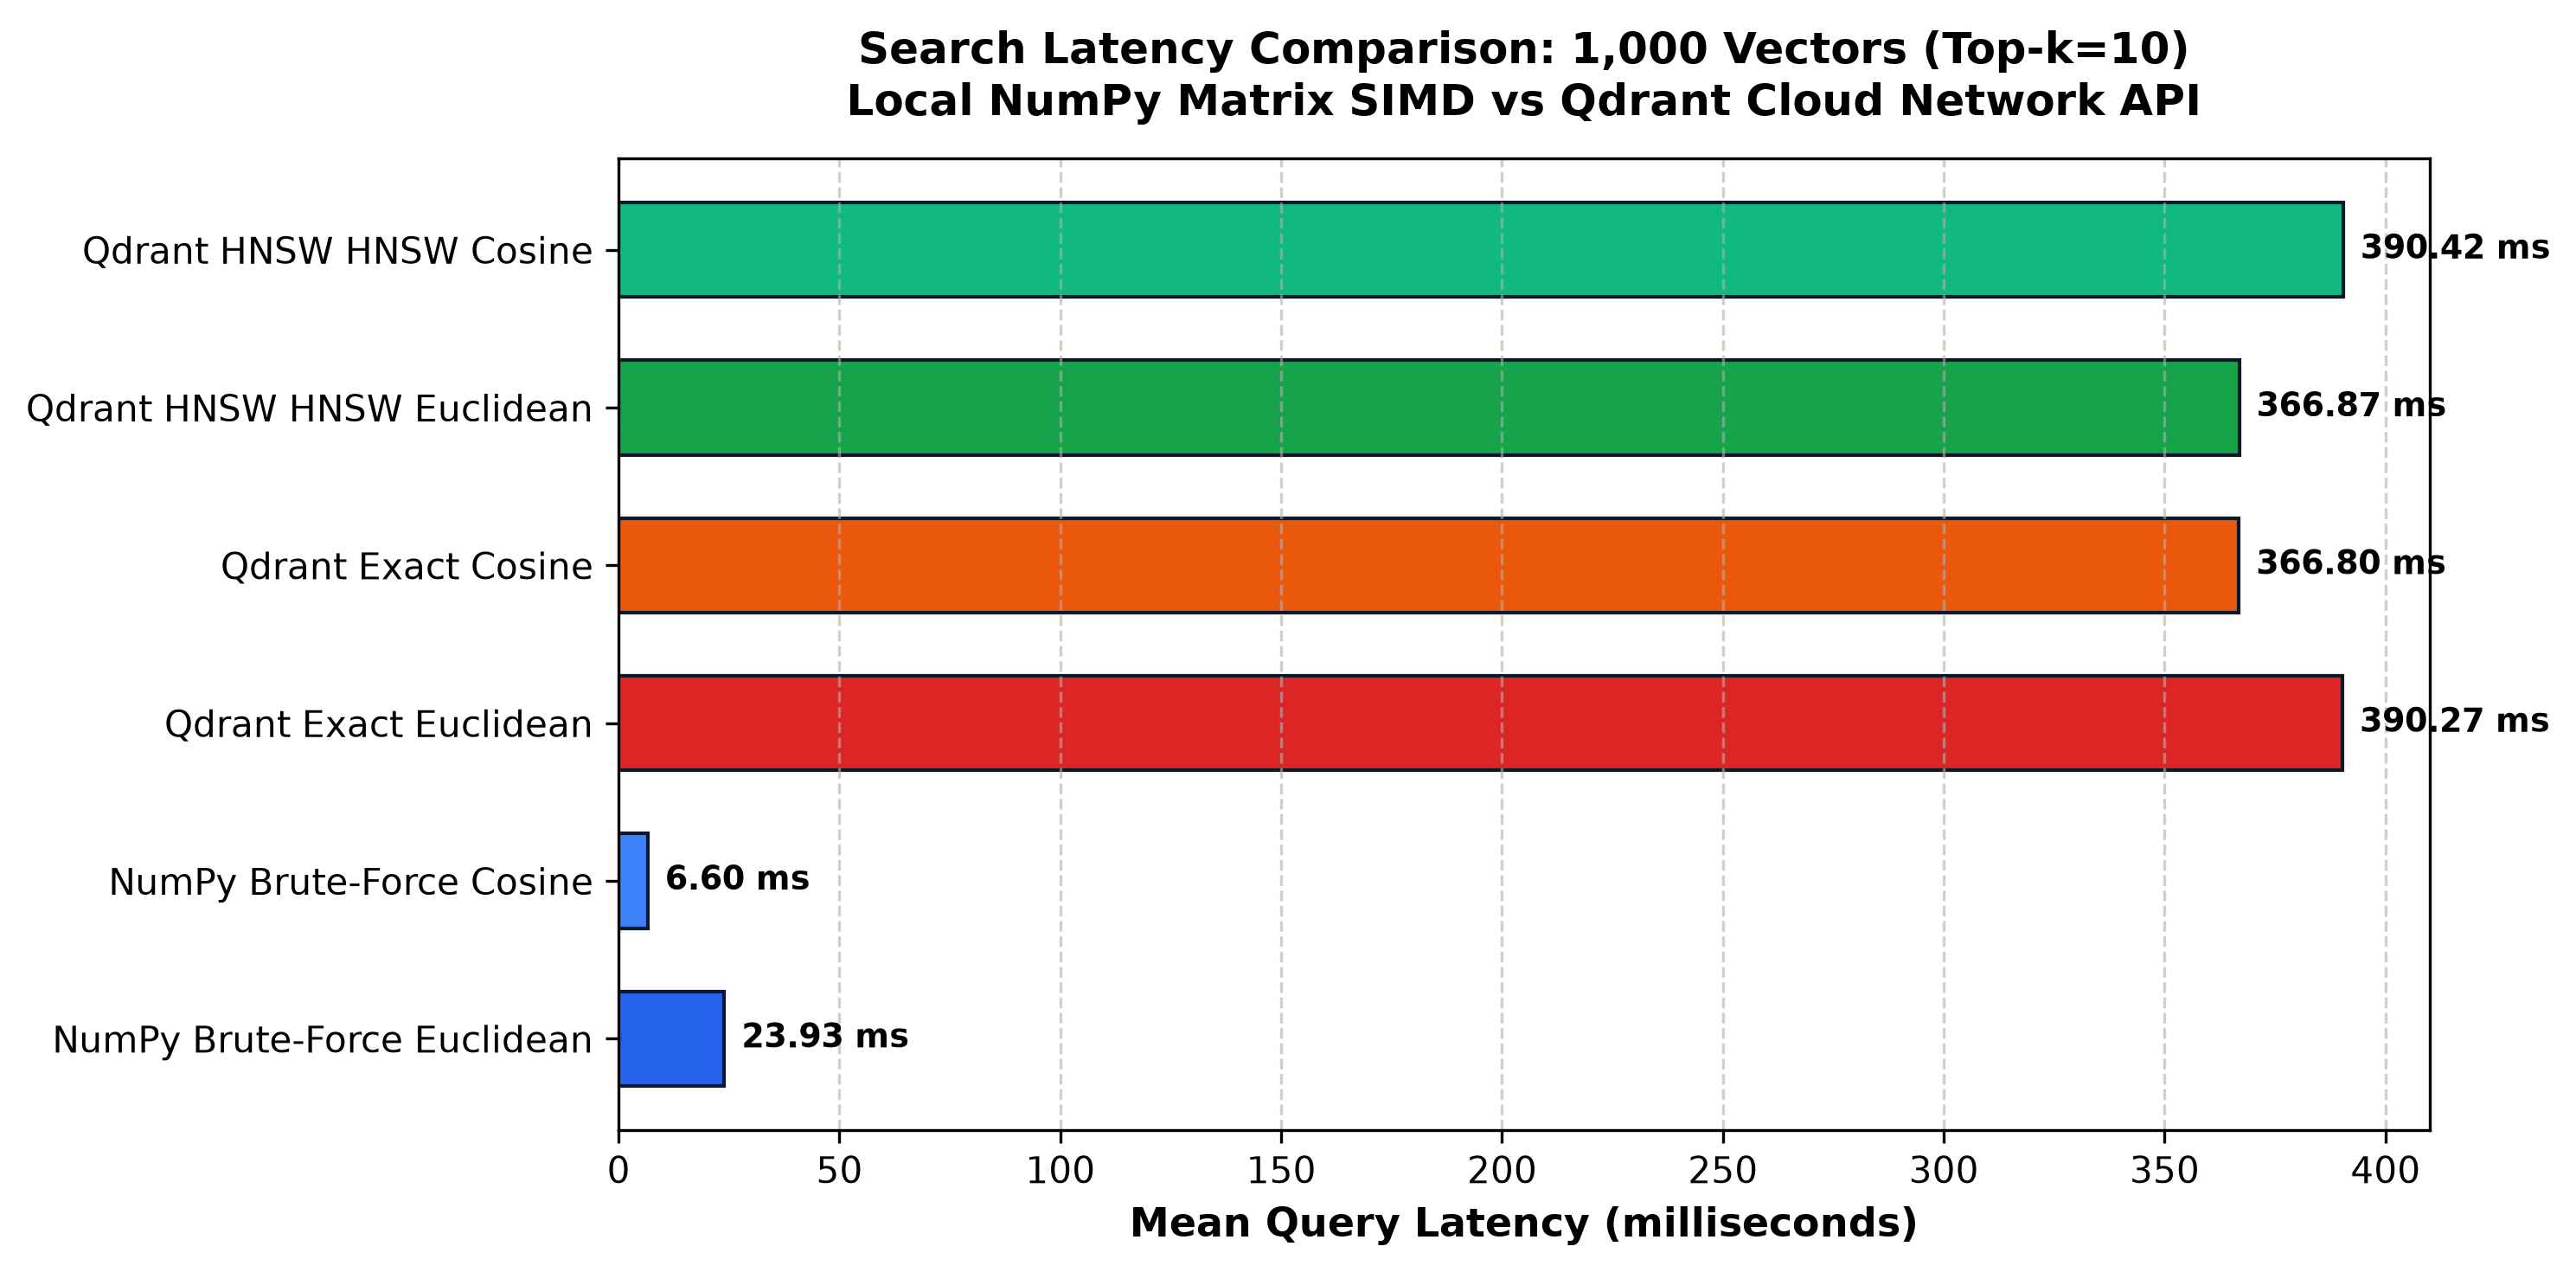 Search Latency Comparison: 1,000 Vectors (Top-k=10)
Local NumPy Matrix SIMD vs Qdrant Cloud Network API
Qdrant HNSW HNSW Cosine
390.42 ms
Qdrant HNSW HNSW Euclidean
366.87 ms
Qdrant Exact Cosine
366.80 ms
Qdrant Exact Euclidean
390.27 ms
NumPy Brute-Force Cosine
6.60 ms
NumPy Brute-Force Euclidean
23.93 ms
0 50 100 150 200 250 300 350 400
Mean Query Latency (milliseconds)